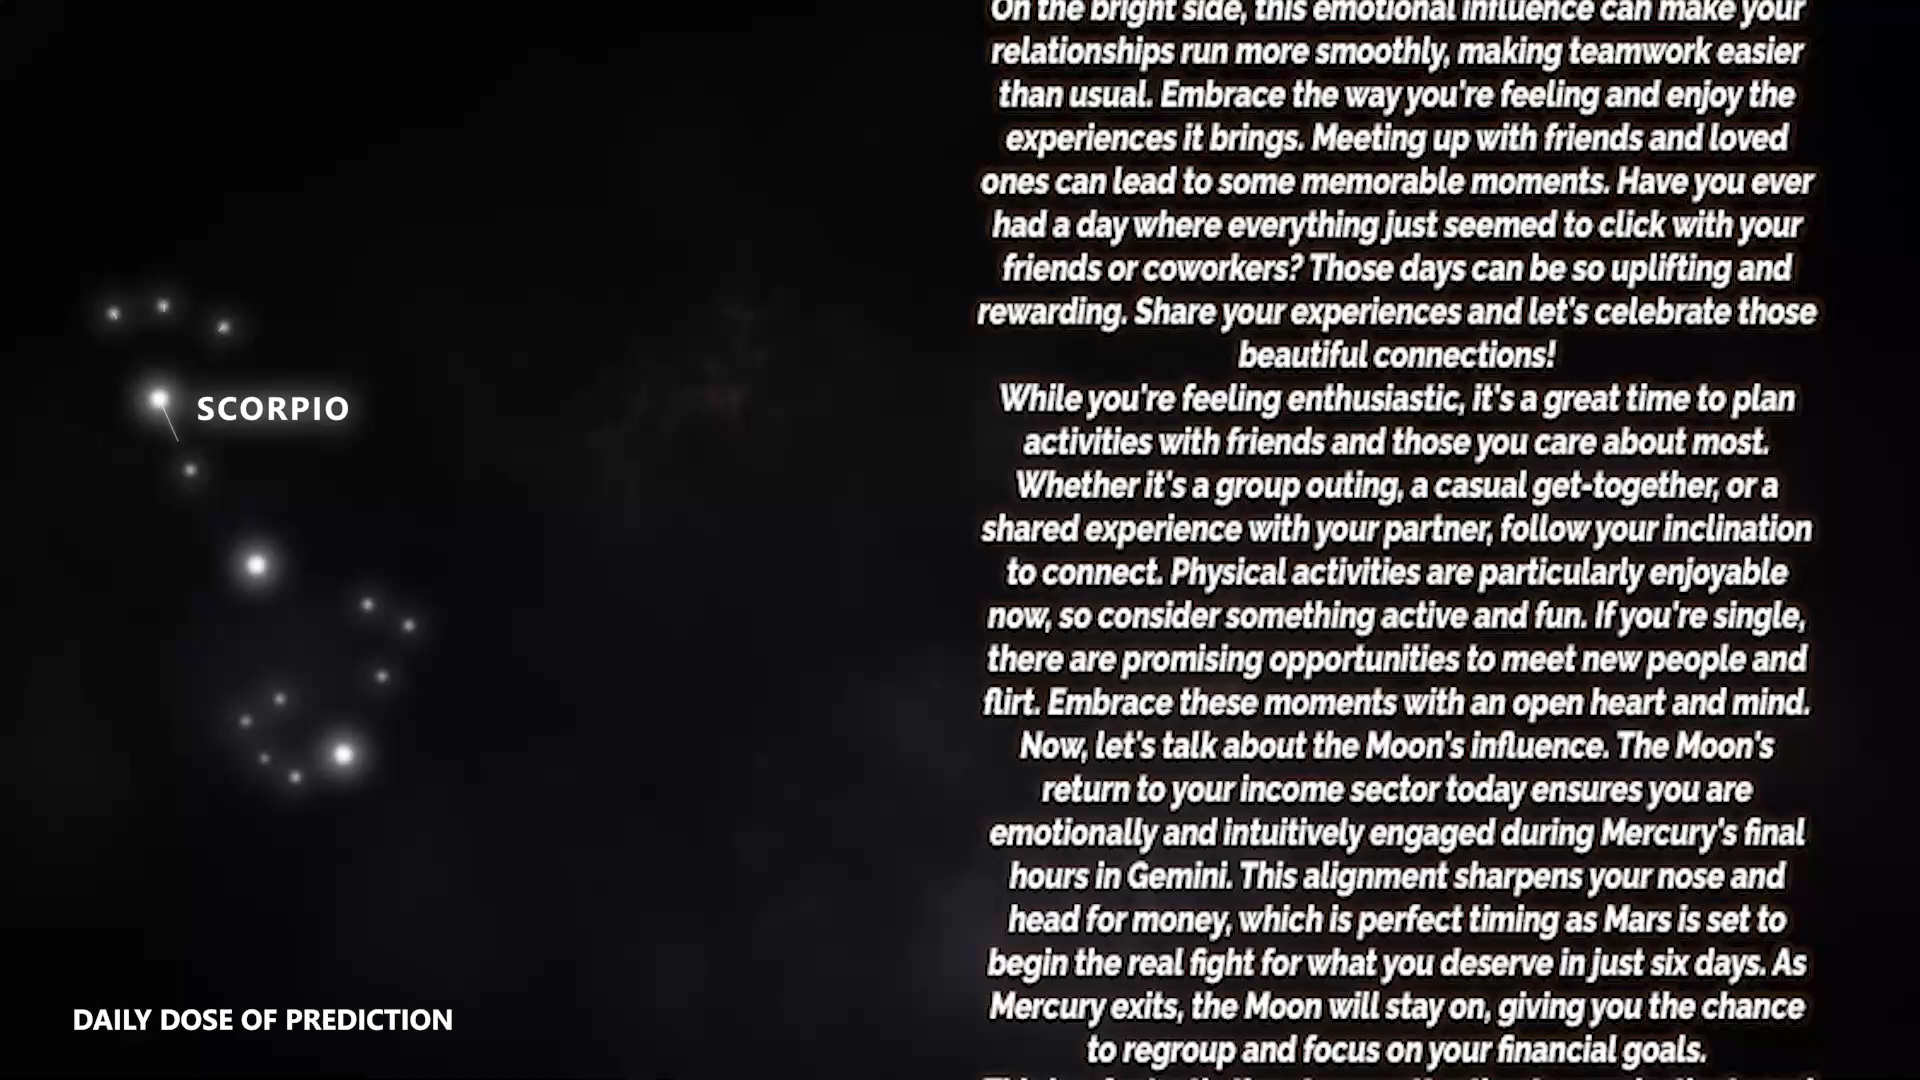 On the bright side, this emotional influence can make your
relationships run more smoothly, making teamwork easier
than usual. Embrace the way you're feeling and enjoy the
experiences it brings. Meeting up with friends and loved
ones can lead to some memorable moments. Have you ever
had a day where everything just seemed to click with your
friends or coworkers? Those days can be so uplifting and
rewarding. Share your experiences and let's celebrate those
beautiful connections!
While you're feeling enthusiastic, it's a great time to plan
activities with friends and those you care about most.
Whether it's a group outing, a casual get-together, or a
shared experience with your partner, follow your inclination
to connect. Physical activities are particularly enjoyable
now, so consider something active and fun. If you're single,
there are promising opportunities to meet new people and
flirt. Embrace these moments with an open heart and mind.
Now, let's talk about the Moon's influence. The Moon's
return to your income sector today ensures you are
emotionally and intuitively engaged during Mercury's final
hours in Gemini. This alignment sharpens your nose and
head for money, which is perfect timing as Mars is set to
begin the real fight for what you deserve in just six days. As
Mercury exits, the Moon will stay on, giving you the chance
to regroup and focus on your financial goals.
SCORPIO
DAILY DOSE OF PREDICTION